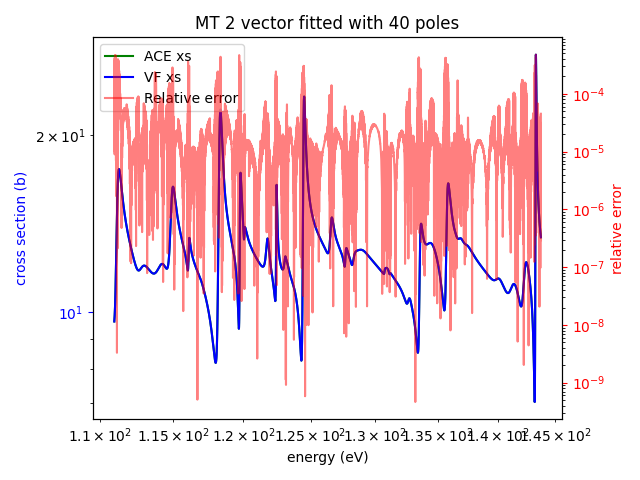 MT 2 vector fitted with 40 poles
ACE xs
VF xs
Relative error
cross section (b)
2 × 10¹
10¹
10⁻⁴
10⁻⁵
10⁻⁶
10⁻⁷
10⁻⁸
10⁻⁹
relative error
1.1 × 10² 1.15 × 10² 1.2 × 10² 1.25 × 10² 1.3 × 10² 1.35 × 10² 1.4 × 10² 1.45 × 10²
energy (eV)